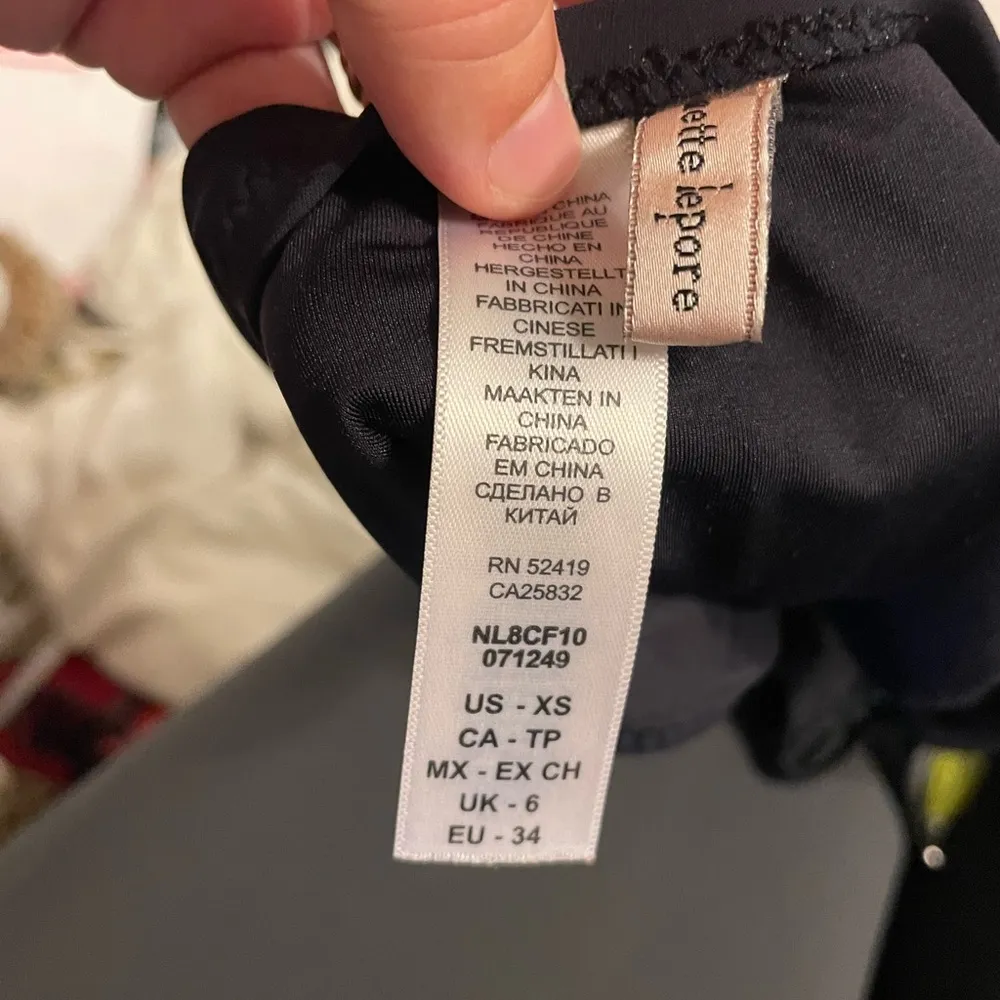 CHINA
FABRIQUE AU
REPUBLIQUE
DE CHINE
HECHO EN
CHINA
HERGESTELLT
IN CHINA
FABBRICATI IN
CINESE
FREMSTILLATI I
KINA
MAAKTEN IN
CHINA
FABRICADO
EM CHINA
СДЕЛАНО В
КИТАЙ
RN 52419
CA25832
NL8CF10
071249
US - XS
CA - TP
MX - EX CH
UK - 6
EU - 34
ette lepore